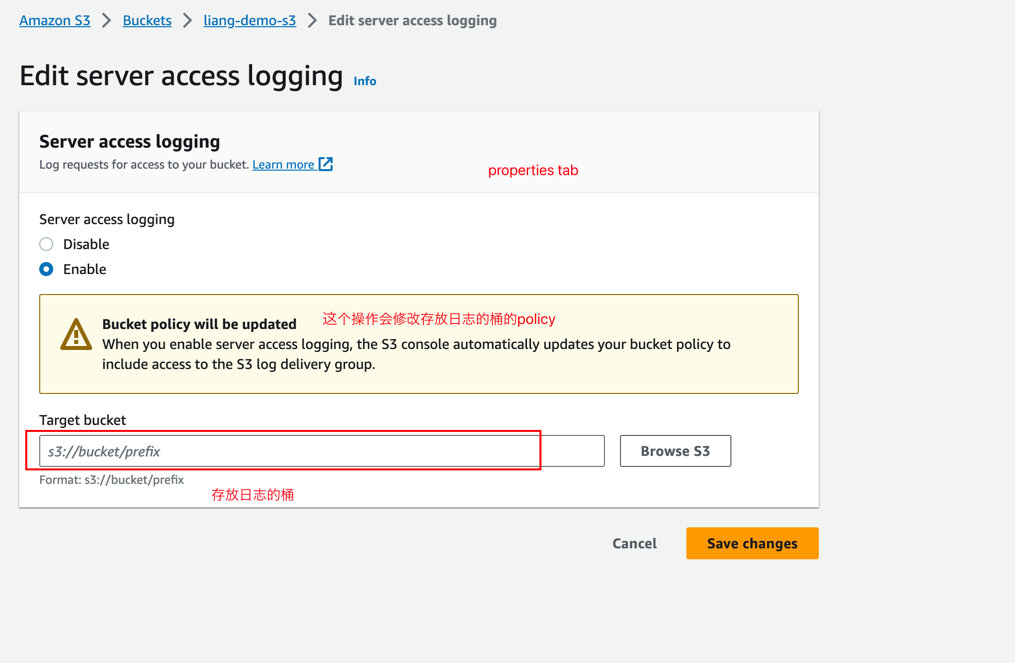 Amazon S3 > Buckets > liang-demo-s3 > Edit server access logging
Edit server access logging Info
Server access logging
Log requests for access to your bucket. Learn more
properties tab
Server access logging
Disable
Enable
Bucket policy will be updated 这个操作会修改存放日志的桶的policy
When you enable server access logging, the S3 console automatically updates your bucket policy to
include access to the S3 log delivery group.
Target bucket
s3://bucket/prefix
Browse S3
Format: s3://bucket/prefix
存放日志的桶
Cancel
Save changes